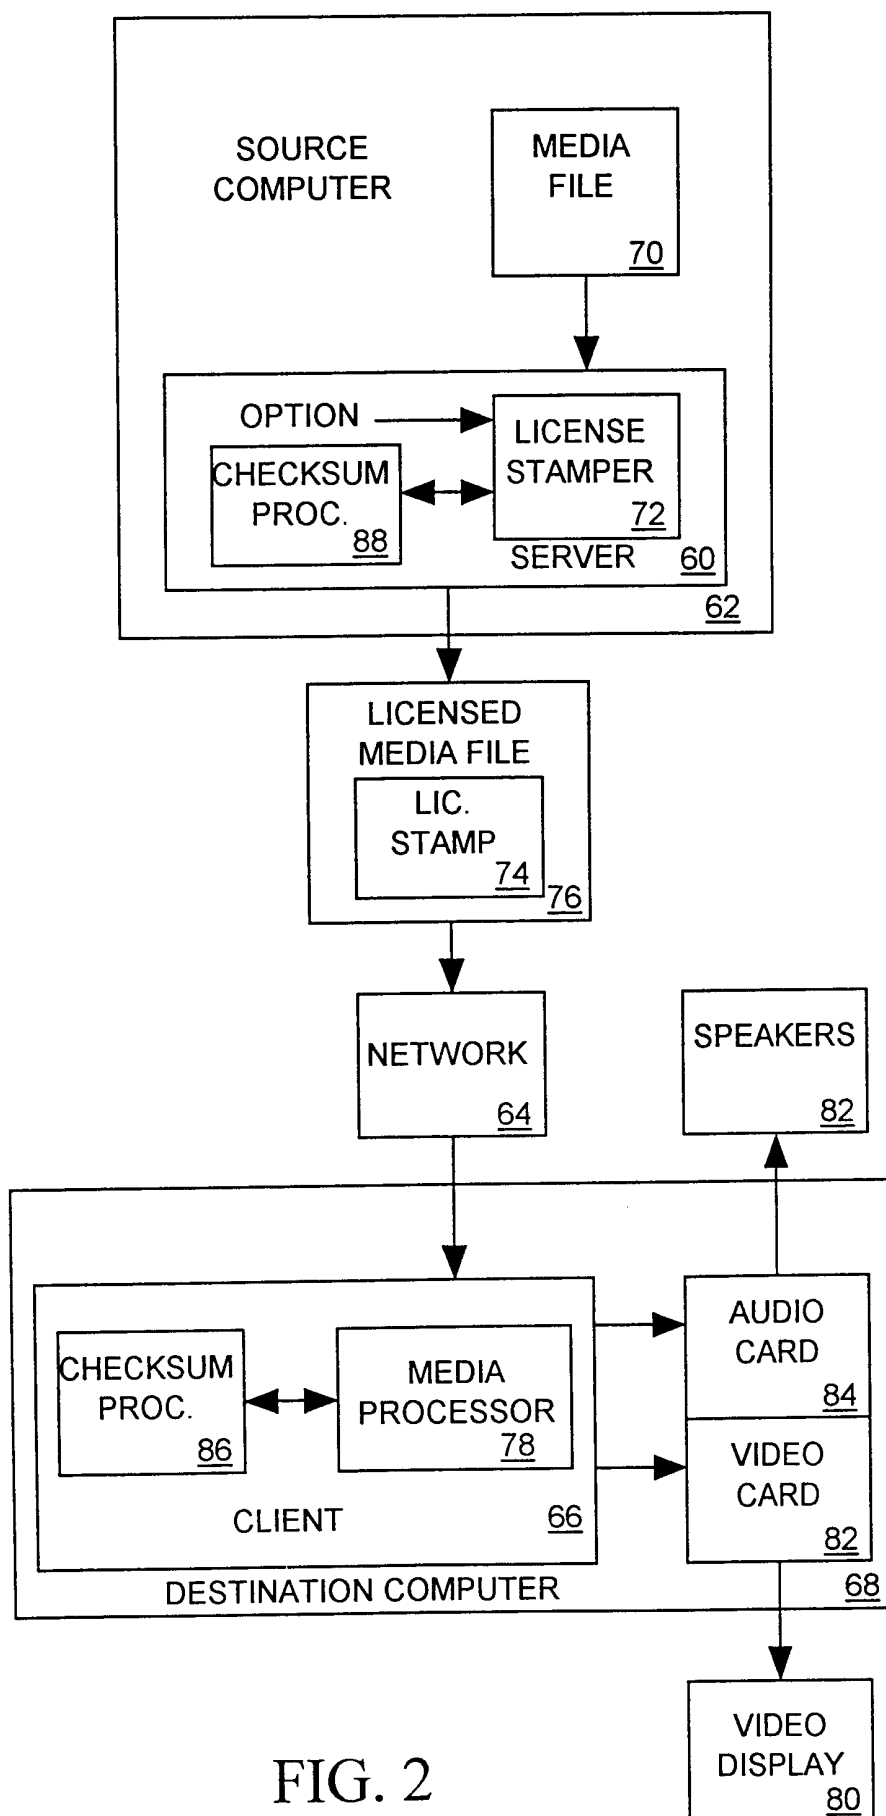 SOURCE
COMPUTER
MEDIA
FILE
70
OPTION
LICENSE
STAMPER
72
CHECKSUM
PROC.
88
SERVER
60
62
LICENSED
MEDIA FILE
LIC.
STAMP
74
76
NETWORK
64
SPEAKERS
82
CHECKSUM
PROC.
86
MEDIA
PROCESSOR
78
CLIENT
66
AUDIO
CARD
84
VIDEO
CARD
82
DESTINATION COMPUTER
68
VIDEO
DISPLAY
80
FIG. 2